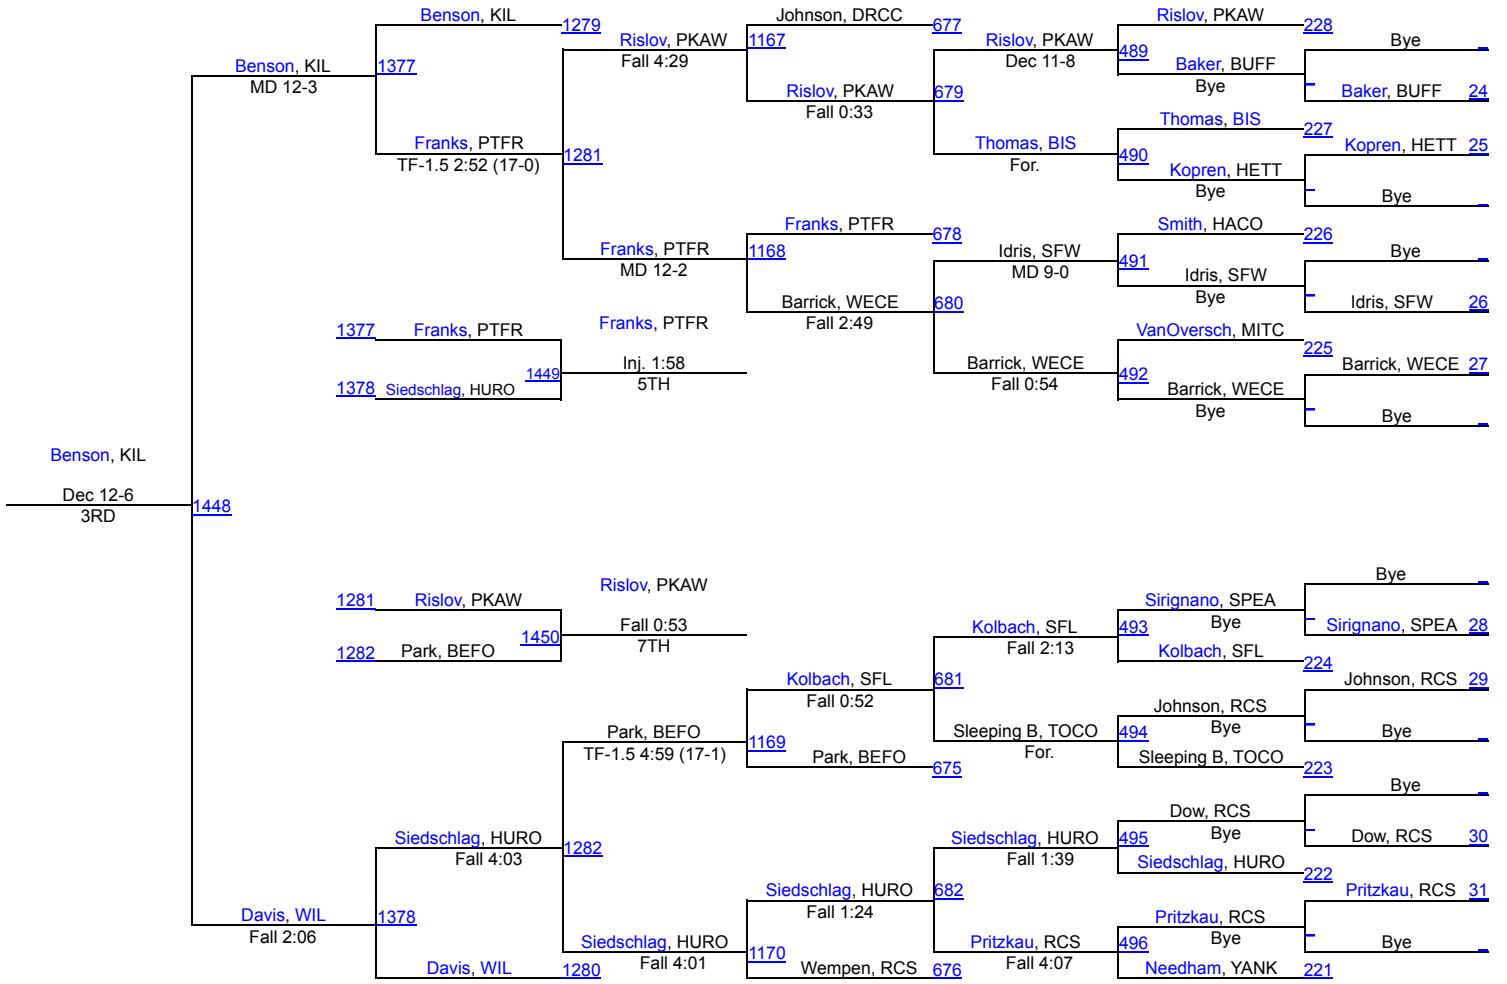 Benson, KIL
1279
Johnson, DRCC
677
Rislov, PKAW
228
Rislov, PKAW
Fall 4:29
1167
Rislov, PKAW
Dec 11-8
489
Bye
Benson, KIL
MD 12-3
1377
Baker, BUFF
Bye
Rislov, PKAW
Fall 0:33
679
Baker, BUFF 24
Thomas, BIS
227
Franks, PTFR
TF-1.5 2:52 (17-0)
1281
Thomas, BIS
For.
490
Kopren, HETT 25
Kopren, HETT
Bye
Bye
Franks, PTFR
678
Smith, HACO
226
Franks, PTFR
MD 12-2
1168
Idris, SFW
MD 9-0
491
Bye
Idris, SFW
Bye
Barrick, WECE
Fall 2:49
680
Idris, SFW 26
1377 Franks, PTFR
Franks, PTFR
VanOversch, MITC
225
Inj. 1:58
5TH
1449
Barrick, WECE
Fall 0:54
492
Barrick, WECE 27
1378 Siedschlag, HURO
Barrick, WECE
Bye
Bye
Benson, KIL
Dec 12-6
3RD
1448
Bye
1281 Rislov, PKAW
Rislov, PKAW
Sirignano, SPEA
Bye
Fall 0:53
7TH
1450
Kolbach, SFL
Fall 2:13
493
Sirignano, SPEA 28
1282 Park, BEFO
Kolbach, SFL
224
Kolbach, SFL
Fall 0:52
681
Johnson, RCS 29
Johnson, RCS
Bye
Park, BEFO
TF-1.5 4:59 (17-1)
1169
Sleeping B, TOCO
For.
494
Bye
Park, BEFO
675
Sleeping B, TOCO
223
Bye
Dow, RCS
Bye
Siedschlag, HURO
Fall 4:03
1282
Siedschlag, HURO
Fall 1:39
495
Dow, RCS 30
Siedschlag, HURO
222
Siedschlag, HURO
Fall 1:24
682
Pritzkau, RCS 31
Davis, WIL
Fall 2:06
1378
Pritzkau, RCS
Bye
Siedschlag, HURO
Fall 4:01
1170
Pritzkau, RCS
Fall 4:07
496
Bye
Davis, WIL
1280
Wempen, RCS
676
Needham, YANK
221